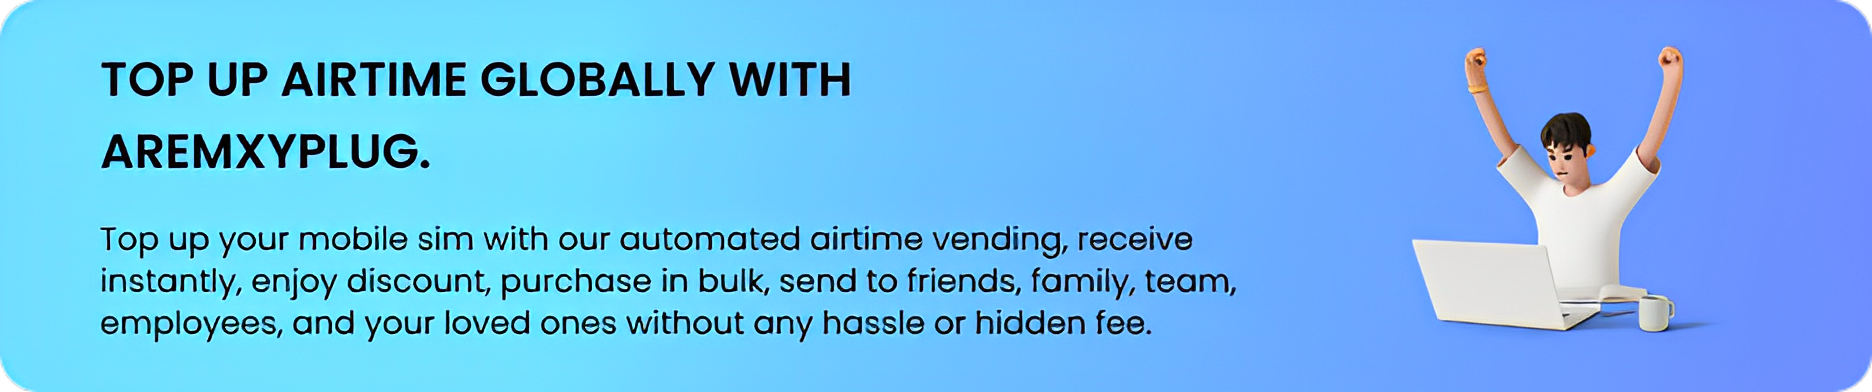 TOP UP AIRTIME GLOBALLY WITH
AREMXYPLUG.
Top up your mobile sim with our automated airtime vending, receive
instantly, enjoy discount, purchase in bulk, send to friends, family, team,
employees, and your loved ones without any hassle or hidden fee.